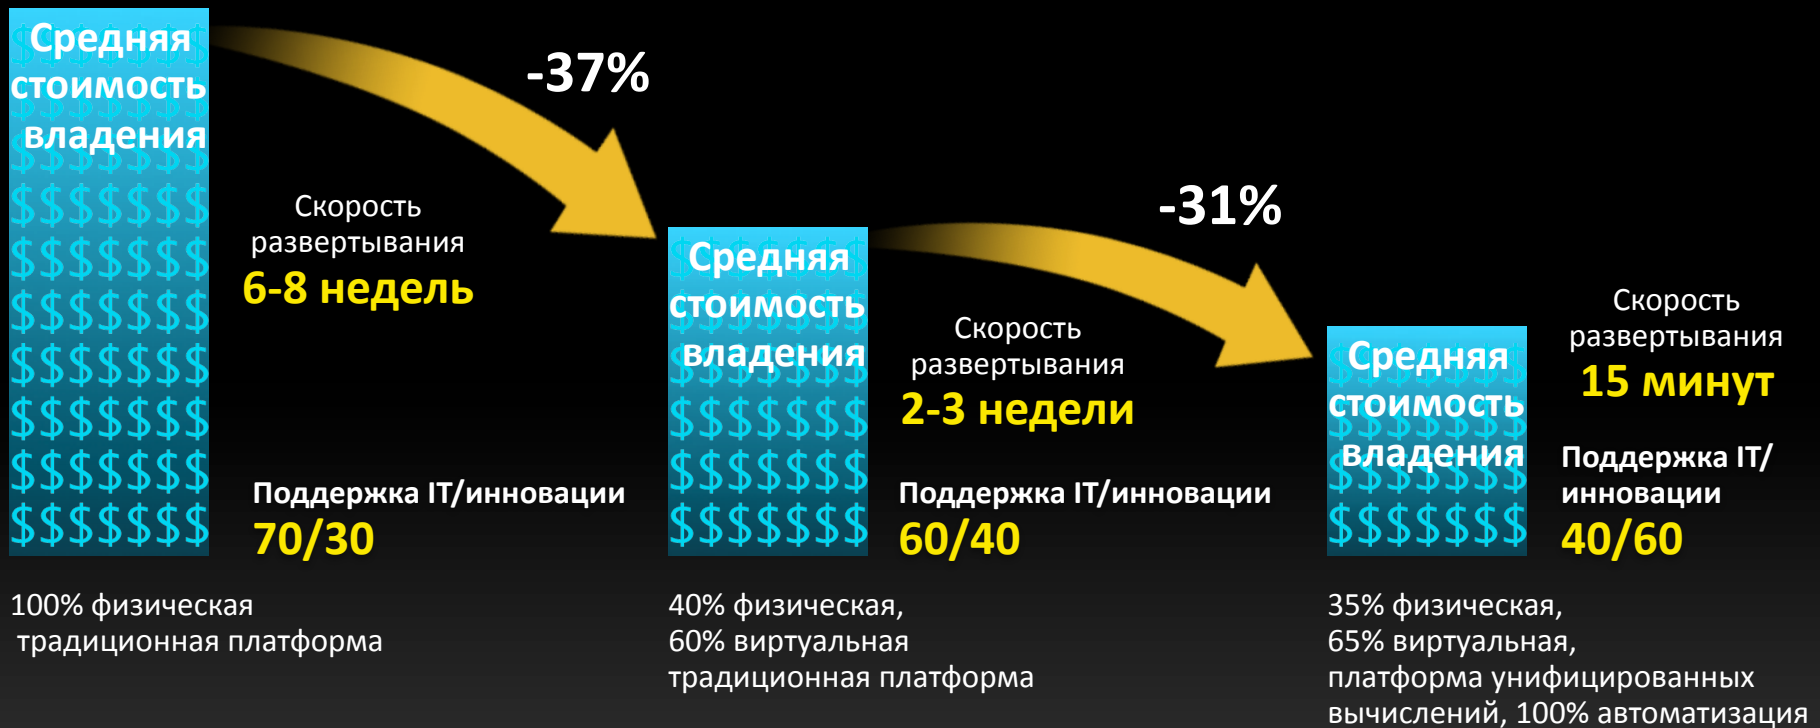 Средняя
стоимость
владения
-37%
Скорость
развертывания
6-8 недель
Поддержка IT/инновации
70/30
100% физическая
традиционная платформа
Средняя
стоимость
владения
-31%
Скорость
развертывания
2-3 недели
Поддержка IT/инновации
60/40
40% физическая,
60% виртуальная
традиционная платформа
Средняя
стоимость
владения
Скорость
развертывания
15 минут
Поддержка IT/
инновации
40/60
35% физическая,
65% виртуальная,
платформа унифицированных
вычислений, 100% автоматизация